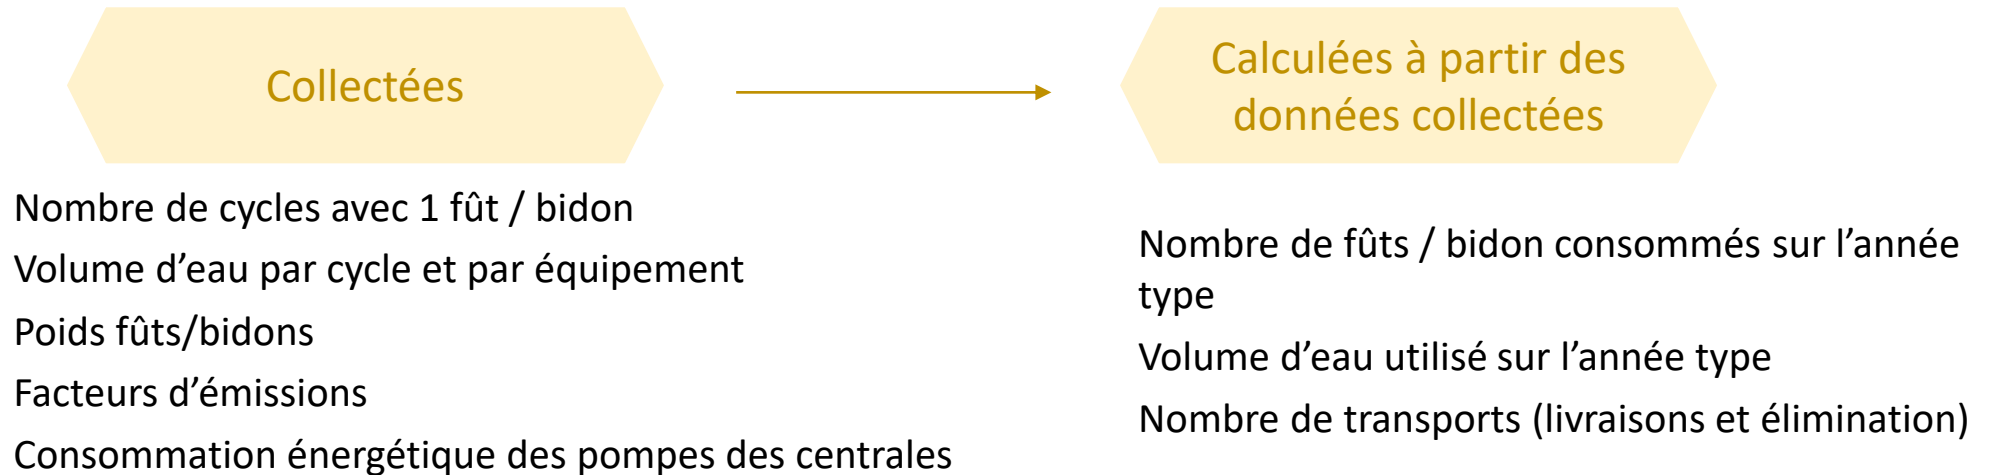 Collectées
Nombre de cycles avec 1 fût / bidon
Volume d’eau par cycle et par équipement
Poids fûts/bidons
Facteurs d’émissions
Consommation énergétique des pompes des centrales
Calculées à partir des
données collectées
Nombre de fûts / bidon consommés sur l’année
type
Volume d’eau utilisé sur l’année type
Nombre de transports (livraisons et élimination)